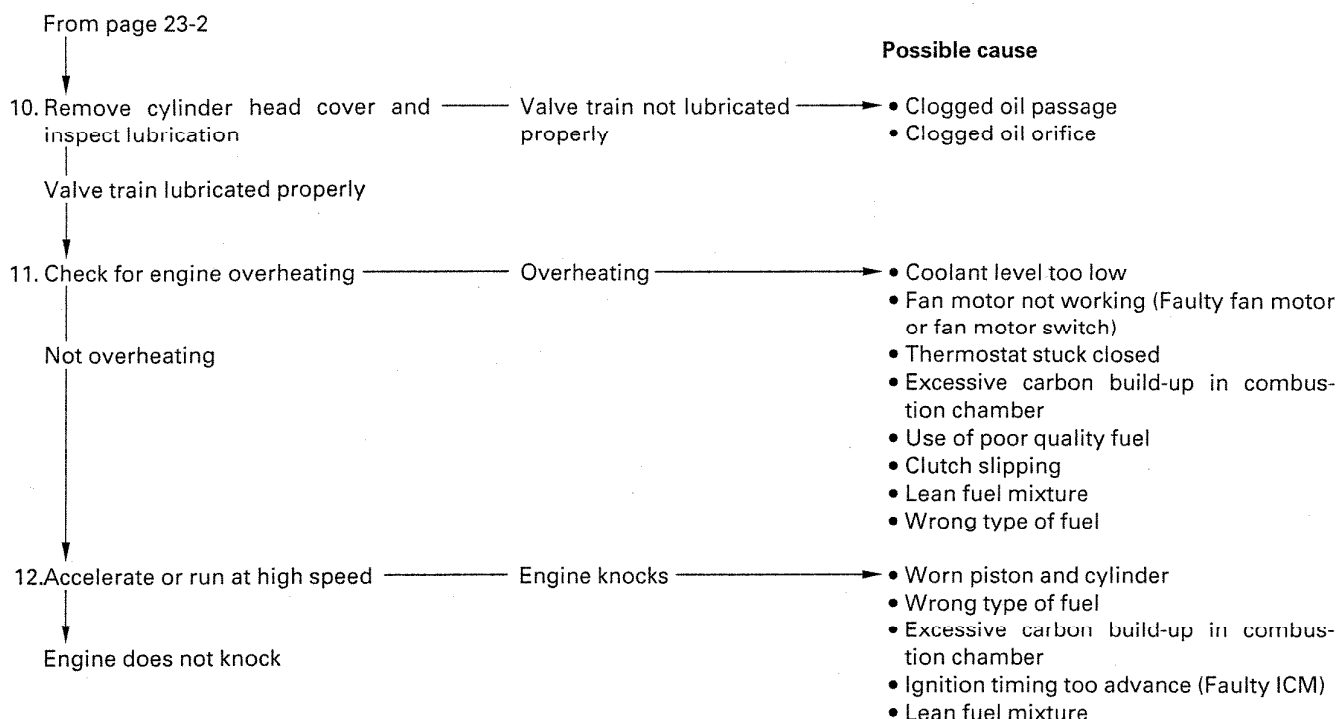 From page 23-2
Possible cause
10. Remove cylinder head cover and
inspect lubrication
Valve train not lubricated
properly
• Clogged oil passage
• Clogged oil orifice
Valve train lubricated properly
11. Check for engine overheating
Overheating
• Coolant level too low
• Fan motor not working (Faulty fan motor
or fan motor switch)
• Thermostat stuck closed
• Excessive carbon build-up in combus-
tion chamber
• Use of poor quality fuel
• Clutch slipping
• Lean fuel mixture
• Wrong type of fuel
Not overheating
12.Accelerate or run at high speed
Engine knocks
• Worn piston and cylinder
• Wrong type of fuel
• Excessive carbon build-up in combus-
tion chamber
• Ignition timing too advance (Faulty ICM)
• Lean fuel mixture
Engine does not knock